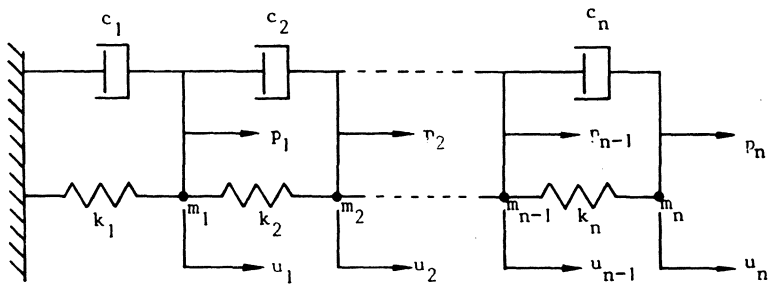 c1 c2 cn
p1 p2 pn-1 pn
k1 m1 k2 m2 mn-1 kn mn
u1 u2 un-1 un